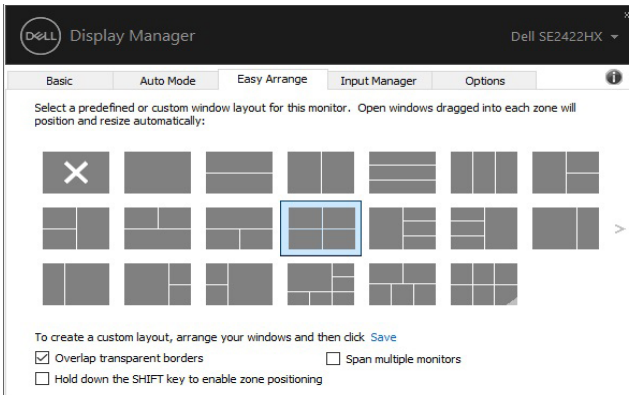 DELL Display Manager Dell SE2422HX
Basic Auto Mode Easy Arrange Input Manager Options
Select a predefined or custom window layout for this monitor. Open windows dragged into each zone will
position and resize automatically:
To create a custom layout, arrange your windows and then click Save
Overlap transparent borders Span multiple monitors
Hold down the SHIFT key to enable zone positioning